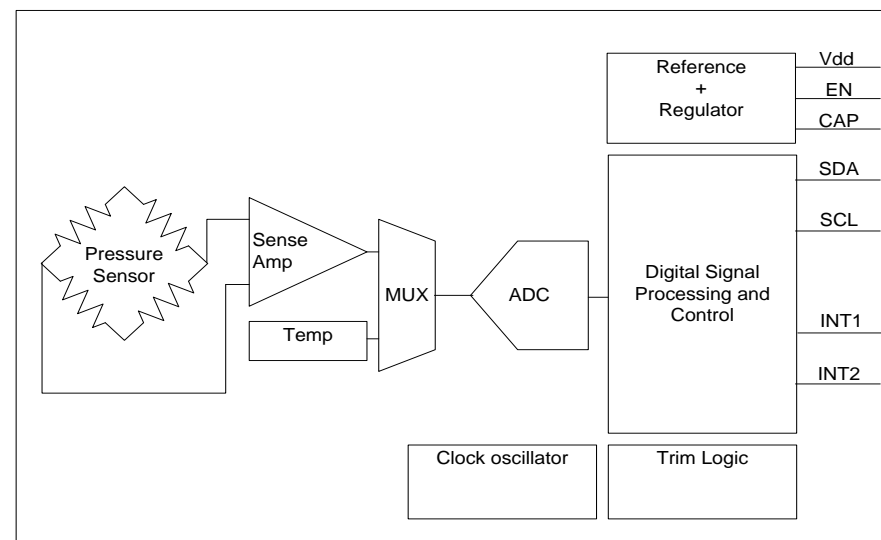 Reference
+
Regulator
Vdd
EN
CAP
SDA
SCL
INT1
INT2
Pressure
Sensor
Sense
Amp
Temp
MUX
ADC
Digital Signal
Processing and
Control
Clock oscillator
Trim Logic